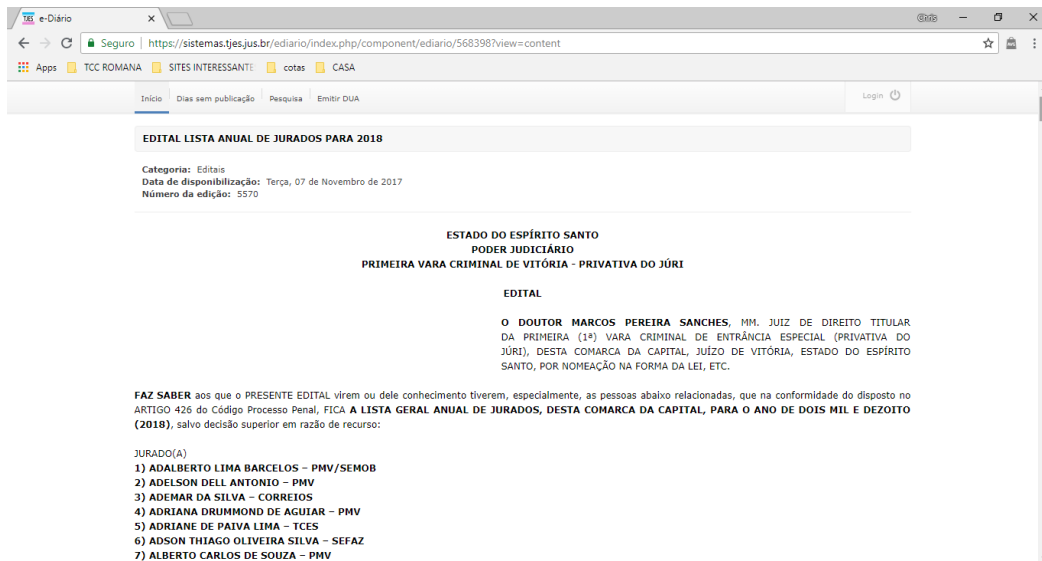 TJES e-Diário
Chris
Seguro | https://sistemas.tjes.jus.br/ediario/index.php/component/ediario/568398?view=content
Apps TCC ROMANA SITES INTERESSANTE cotas CASA
Início Dias sem publicação Pesquisa Emitir DUA Login
EDITAL LISTA ANUAL DE JURADOS PARA 2018
Categoria: Editais
Data de disponibilização: Terça, 07 de Novembro de 2017
Número da edição: 5570
ESTADO DO ESPÍRITO SANTO
PODER JUDICIÁRIO
PRIMEIRA VARA CRIMINAL DE VITÓRIA - PRIVATIVA DO JÚRI
EDITAL
O DOUTOR MARCOS PEREIRA SANCHES, MM. JUIZ DE DIREITO TITULAR
DA PRIMEIRA (1ª) VARA CRIMINAL DE ENTRÂNCIA ESPECIAL (PRIVATIVA DO
JÚRI), DESTA COMARCA DA CAPITAL, JUÍZO DE VITÓRIA, ESTADO DO ESPÍRITO
SANTO, POR NOMEAÇÃO NA FORMA DA LEI, ETC.
FAZ SABER aos que o PRESENTE EDITAL virem ou dele conhecimento tiverem, especialmente, as pessoas abaixo relacionadas, que na conformidade do disposto no
ARTIGO 426 do Código Processo Penal, FICA A LISTA GERAL ANUAL DE JURADOS, DESTA COMARCA DA CAPITAL, PARA O ANO DE DOIS MIL E DEZOITO
(2018), salvo decisão superior em razão de recurso:
JURADO(A)
1) ADALBERTO LIMA BARCELOS – PMV/SEMOB
2) ADELSON DELL ANTONIO – PMV
3) ADEMAR DA SILVA – CORREIOS
4) ADRIANA DRUMMOND DE AGUIAR – PMV
5) ADRIANE DE PAIVA LIMA – TCES
6) ADSON THIAGO OLIVEIRA SILVA – SEFAZ
7) ALBERTO CARLOS DE SOUZA – PMV